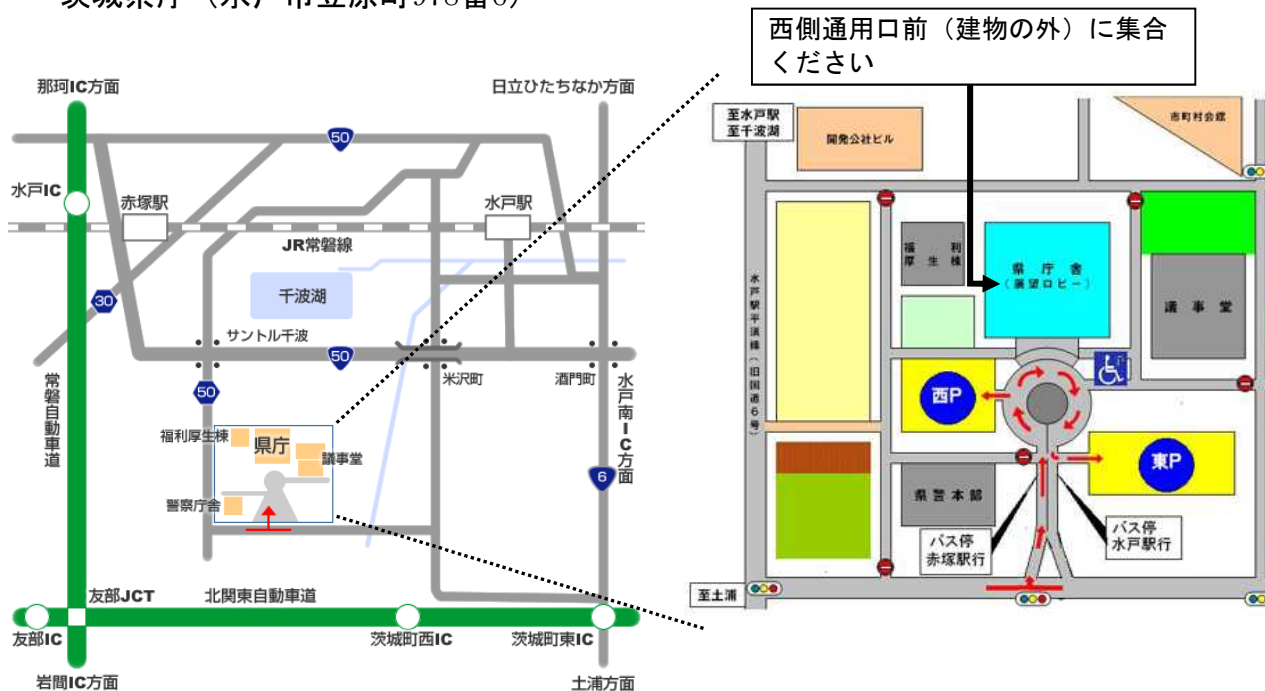 茨城県庁（水戸市笠原町978番6）
西側通用口前（建物の外）に集合
ください
那珂IC方面
日立ひたちなか方面
50
水戸IC
赤塚駅
水戸駅
JR常磐線
30
千波湖
サントル千波
50
米沢町
酒門町
50
常磐自動車道
水戸南IC方面
福利厚生棟
県庁
議事堂
6
警察庁舎
友部JCT
北関東自動車道
友部IC
茨城町西IC
茨城町東IC
岩間IC方面
土浦方面
至水戸駅
至千波湖
開発公社ビル
市町村会館
福利
厚生棟
県庁舎
（展望ロビー）
議事堂
水戸駅平須線（旧国道6号）
西P
東P
県警本部
バス停
赤塚駅行
バス停
水戸駅行
至土浦